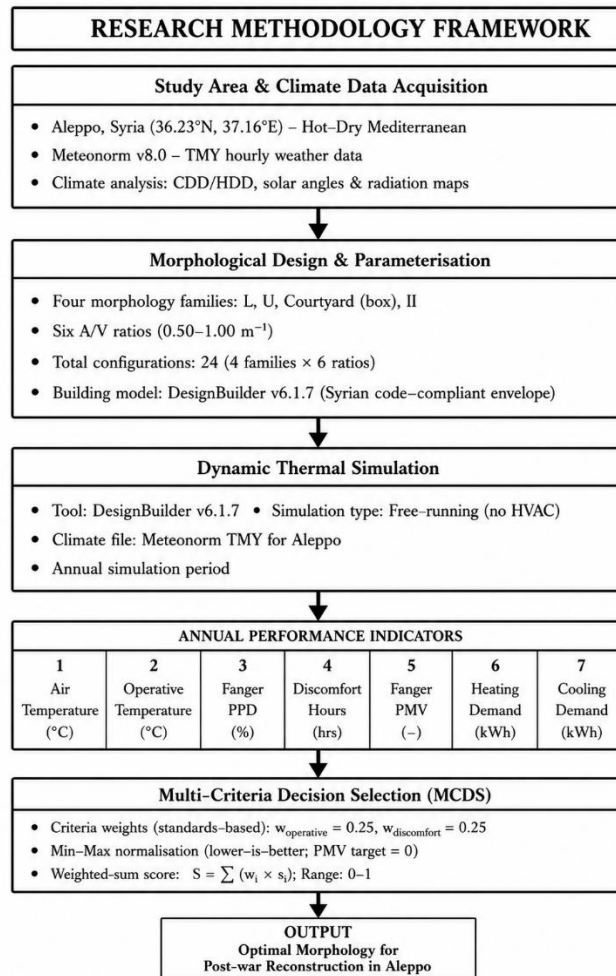 RESEARCH METHODOLOGY FRAMEWORK
Study Area & Climate Data Acquisition
• Aleppo, Syria (36.23°N, 37.16°E) – Hot–Dry Mediterranean
• Meteonorm v8.0 – TMY hourly weather data
• Climate analysis: CDD/HDD, solar angles & radiation maps
Morphological Design & Parameterisation
• Four morphology families: L, U, Courtyard (box), II
• Six A/V ratios (0.50–1.00 m⁻¹)
• Total configurations: 24 (4 families × 6 ratios)
• Building model: DesignBuilder v6.1.7 (Syrian code–compliant envelope)
Dynamic Thermal Simulation
• Tool: DesignBuilder v6.1.7 • Simulation type: Free–running (no HVAC)
• Climate file: Meteonorm TMY for Aleppo
• Annual simulation period
ANNUAL PERFORMANCE INDICATORS
1
Air
Temperature
(°C)
2
Operative
Temperature
(°C)
3
Fanger
PPD
(%)
4
Discomfort
Hours
(hrs)
5
Fanger
PMV
(–)
6
Heating
Demand
(kWh)
7
Cooling
Demand
(kWh)
Multi–Criteria Decision Selection (MCDS)
• Criteria weights (standards–based): w_operative = 0.25, w_discomfort = 0.25
• Min–Max normalisation (lower–is–better; PMV target = 0)
• Weighted-sum score: S = ∑ (wᵢ × sᵢ); Range: 0–1
OUTPUT
Optimal Morphology for
Post–war Reconstruction in Aleppo